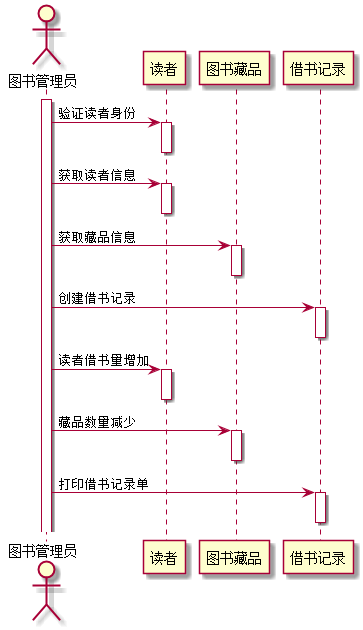 图书管理员
读者
图书藏品
借书记录
验证读者身份
获取读者信息
获取藏品信息
创建借书记录
读者借书量增加
藏品数量减少
打印借书记录单
图书管理员
读者
图书藏品
借书记录